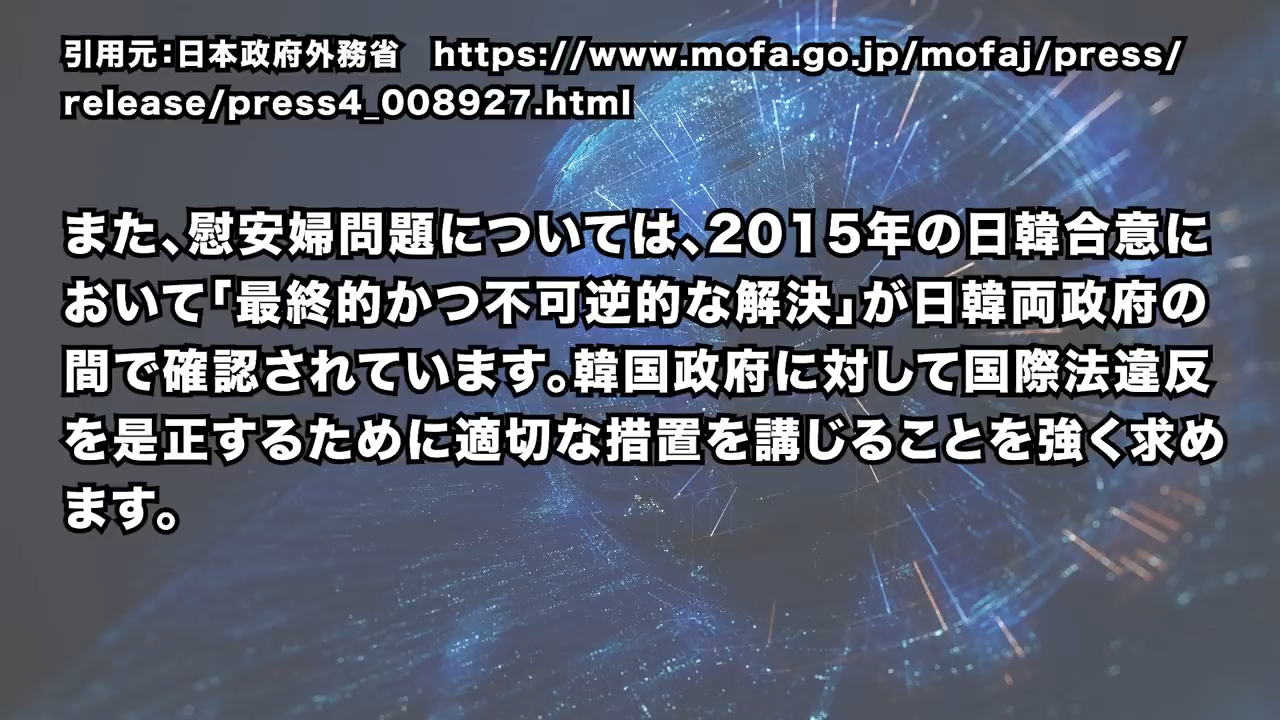 引用元：日本政府外務省　https://www.mofa.go.jp/mofaj/press/
release/press4_008927.html
また、慰安婦問題については、2015年の日韓合意に
おいて「最終的かつ不可逆的な解決」が日韓両政府の
間で確認されています。韓国政府に対して国際法違反
を是正するために適切な措置を講じることを強く求め
ます。